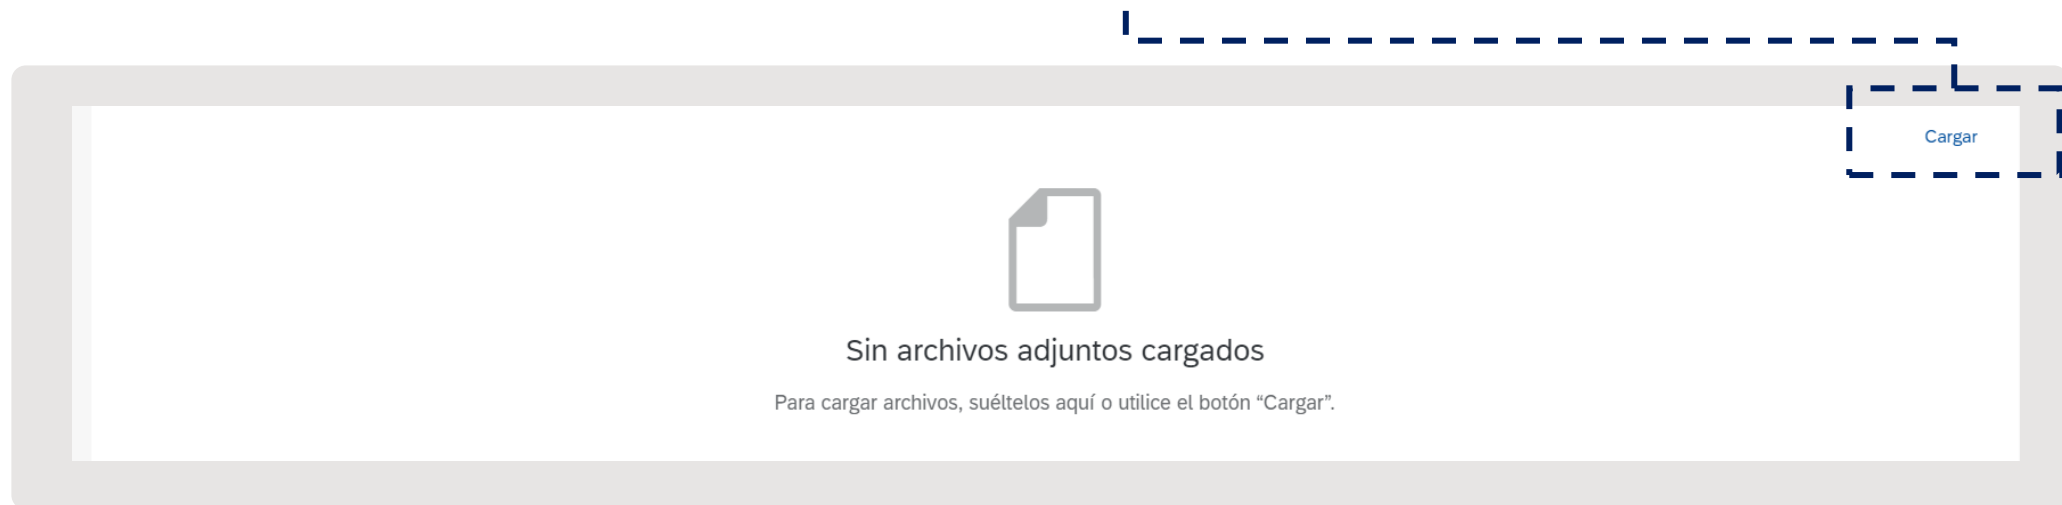 Cargar
Sin archivos adjuntos cargados
Para cargar archivos, suéltelos aquí o utilice el botón “Cargar”.